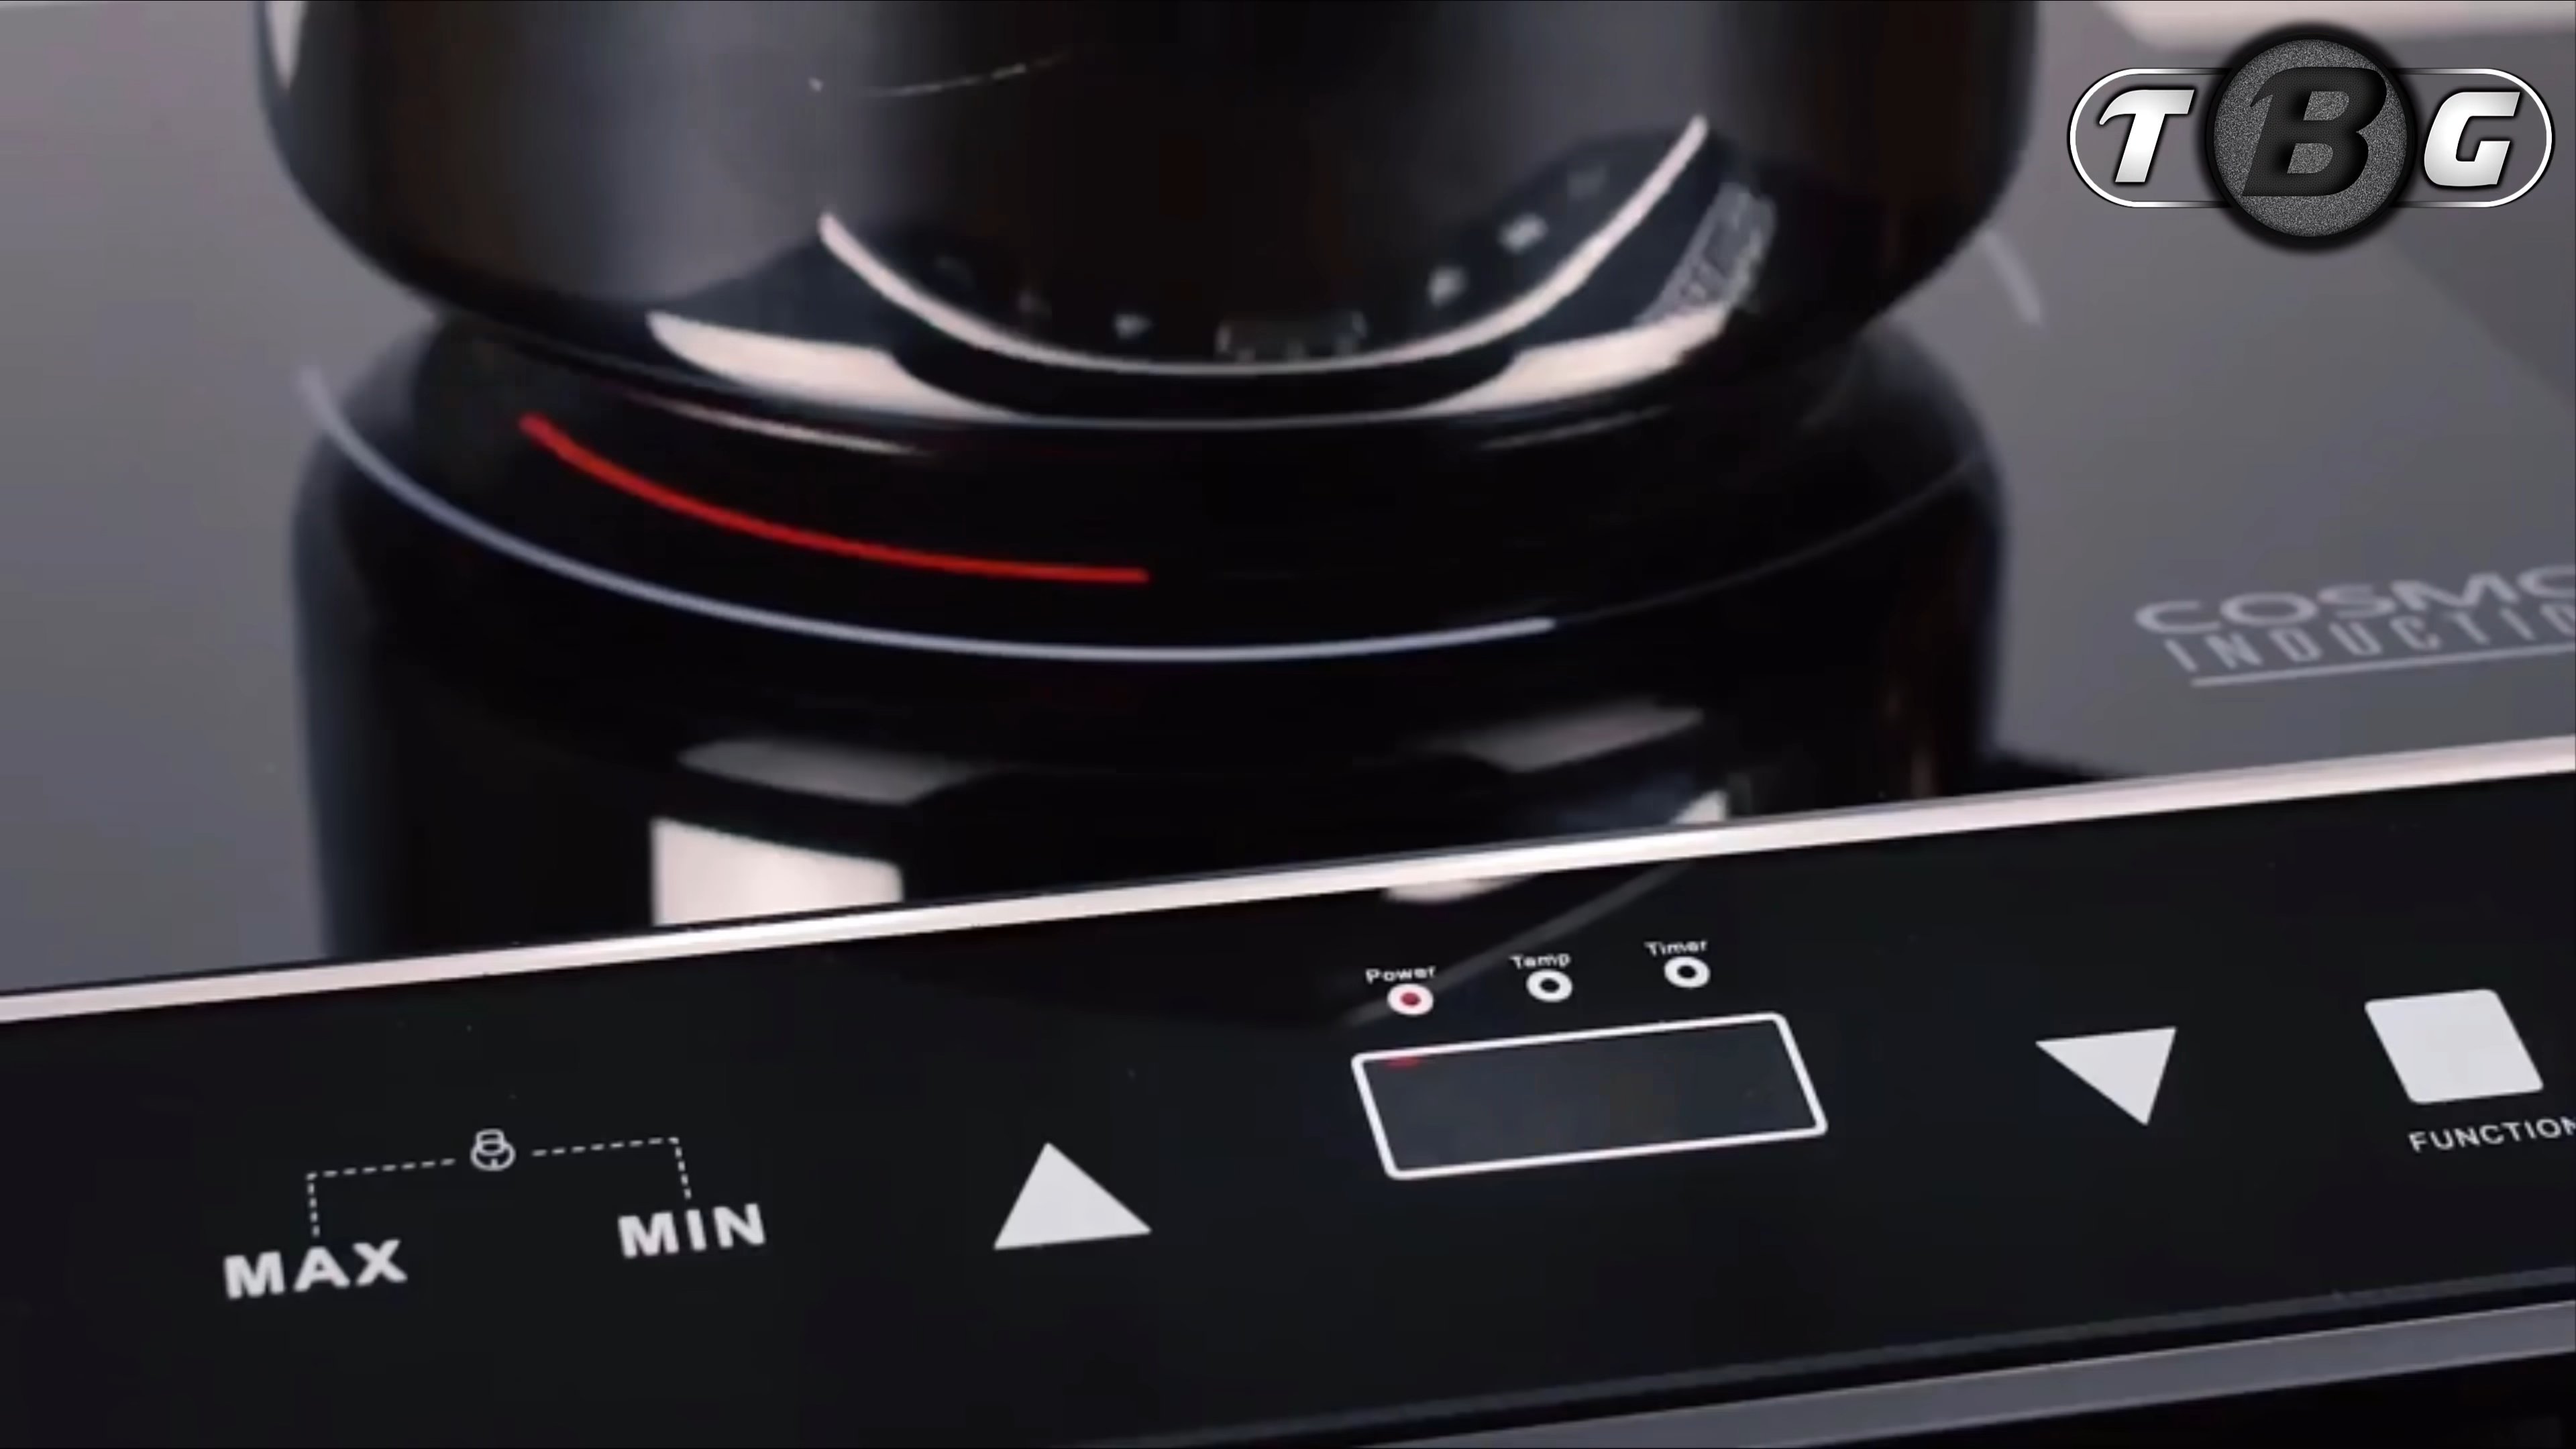 TBG
COSMO
INDUCTIO
Power
Temp
Timer
FUNCTION
MAX
MIN